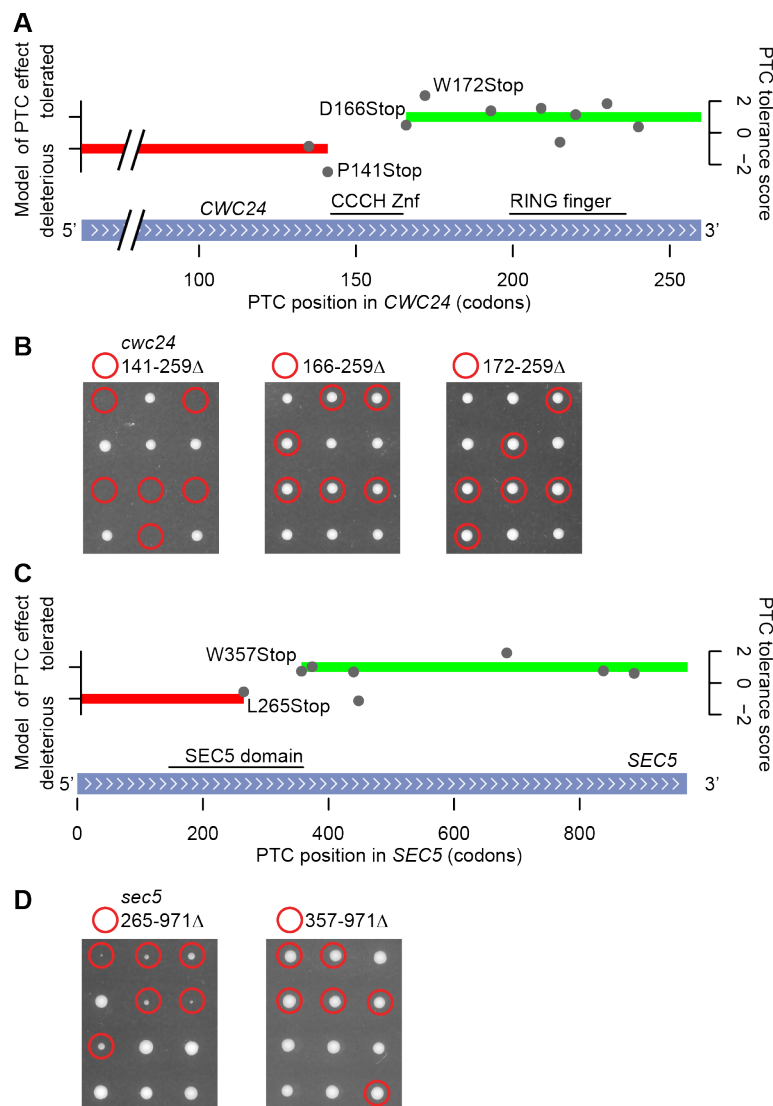 A
Model of PTC effect
deleterious
tolerated
W172Stop
D166Stop
P141Stop
2
0
−2
PTC tolerance score
CWC24
CCCH Znf
RING finger
5’
3’
100
150
200
250
PTC position in CWC24 (codons)
B
cwc24
141-259Δ
166-259Δ
172-259Δ
C
Model of PTC effect
deleterious
tolerated
W357Stop
L265Stop
2
0
−2
PTC tolerance score
SEC5 domain
SEC5
5’
3’
0
200
400
600
800
PTC position in SEC5 (codons)
D
sec5
265-971Δ
357-971Δ